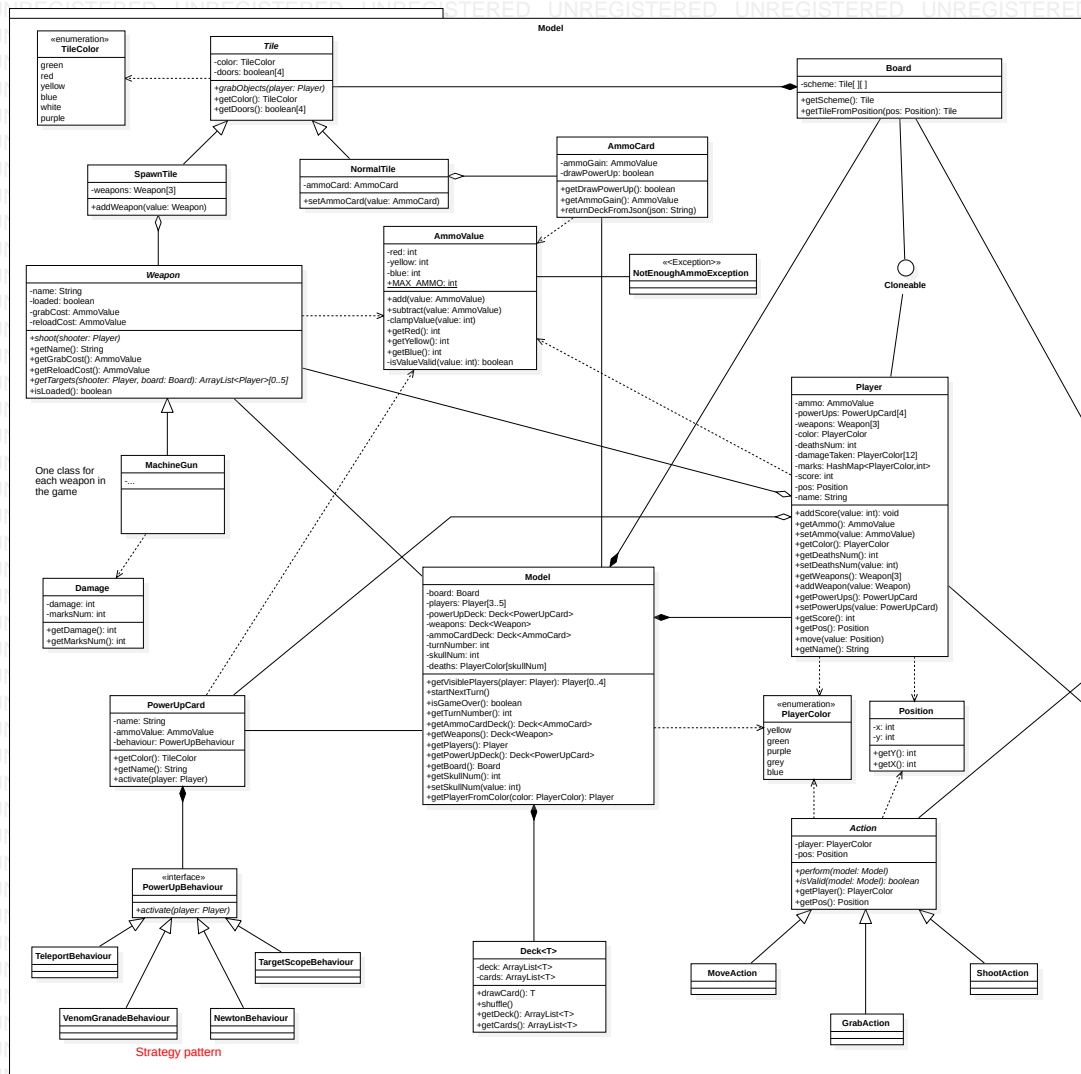 UNREGISTERED UNREGISTERED UNREGISTERED UNREGISTERED
Model
«enumeration»
TileColor
green
red
yellow
blue
white
purple
Tile
-color: TileColor
-doors: boolean[4]
+grabObjects(player: Player)
+getColor(): TileColor
+getDoors(): boolean[4]
Board
-scheme: Tile[ ][ ]
+getScheme(): Tile
+getTileFromPosition(pos: Position): Tile
SpawnTile
-weapons: Weapon[3]
+addWeapon(value: Weapon)
NormalTile
-ammoCard: AmmoCard
+setAmmoCard(value: AmmoCard)
AmmoCard
-ammoGain: AmmoValue
-drawPowerUp: boolean
+getDrawPowerUp(): boolean
+getAmmoGain(): AmmoValue
+returnDeckFromJson(json: String)
AmmoValue
-red: int
-yellow: int
-blue: int
+MAX_AMMO: int
+add(value: AmmoValue)
+subtract(value: AmmoValue)
-clampValue(value: int)
+getRed(): int
+getYellow(): int
+getBlue(): int
-isValueValid(value: int): boolean
«<Exception>»
NotEnoughAmmoException
Cloneable
Weapon
-name: String
-loaded: boolean
-grabCost: AmmoValue
-reloadCost: AmmoValue
+shoot(shooter: Player)
+getName(): String
+getGrabCost(): AmmoValue
+getReloadCost(): AmmoValue
+getTargets(shooter: Player, board: Board): ArrayList<Player>[0..5]
+isLoaded(): boolean
Player
-ammo: AmmoValue
-powerUps: PowerUpCard[4]
-weapons: Weapon[3]
-color: PlayerColor
-deathsNum: int
-damageTaken: PlayerColor[12]
-marks: HashMap<PlayerColor,int>
-score: int
-pos: Position
-name: String
+addScore(value: int): void
+getAmmo(): AmmoValue
+setAmmo(value: AmmoValue)
+getColor(): PlayerColor
+getDeathsNum(): int
+setDeathsNum(value: int)
+getWeapons(): Weapon[3]
+addWeapon(value: Weapon)
+getPowerUps(): PowerUpCard
+setPowerUps(value: PowerUpCard)
+getScore(): int
+getPos(): Position
+move(value: Position)
+getName(): String
One class for
each weapon in
the game
MachineGun
-...
Damage
-damage: int
-marksNum: int
+getDamage(): int
+getMarksNum(): int
Model
-board: Board
-players: Player[3..5]
-powerUpDeck: Deck<PowerUpCard>
-weapons: Deck<Weapon>
-ammoCardDeck: Deck<AmmoCard>
-turnNumber: int
-skullNum: int
-deaths: PlayerColor[skullNum]
+getVisiblePlayers(player: Player): Player[0..4]
+startNextTurn()
+isGameOver(): boolean
+getTurnNumber(): int
+getAmmoCardDeck(): Deck<AmmoCard>
+getWeapons(): Deck<Weapon>
+getPlayers(): Player
+getPowerUpDeck(): Deck<PowerUpCard>
+getBoard(): Board
+getSkullNum(): int
+setSkullNum(value: int)
+getPlayerFromColor(color: PlayerColor): Player
PowerUpCard
-name: String
-ammoValue: AmmoValue
-behaviour: PowerUpBehaviour
+getColor(): TileColor
+getName(): String
+activate(player: Player)
«enumeration»
PlayerColor
yellow
green
purple
grey
blue
Position
-x: int
-y: int
+getY(): int
+getX(): int
Action
-player: PlayerColor
-pos: Position
+perform(model: Model)
+isValid(model: Model): boolean
+getPlayer(): PlayerColor
+getPos(): Position
«interface»
PowerUpBehaviour
+activate(player: Player)
TeleportBehaviour
TargetScopeBehaviour
VenomGranadeBehaviour
NewtonBehaviour
Strategy pattern
Deck<T>
-deck: ArrayList<T>
-cards: ArrayList<T>
+drawCard(): T
+shuffle()
+getDeck(): ArrayList<T>
+getCards(): ArrayList<T>
MoveAction
ShootAction
GrabAction